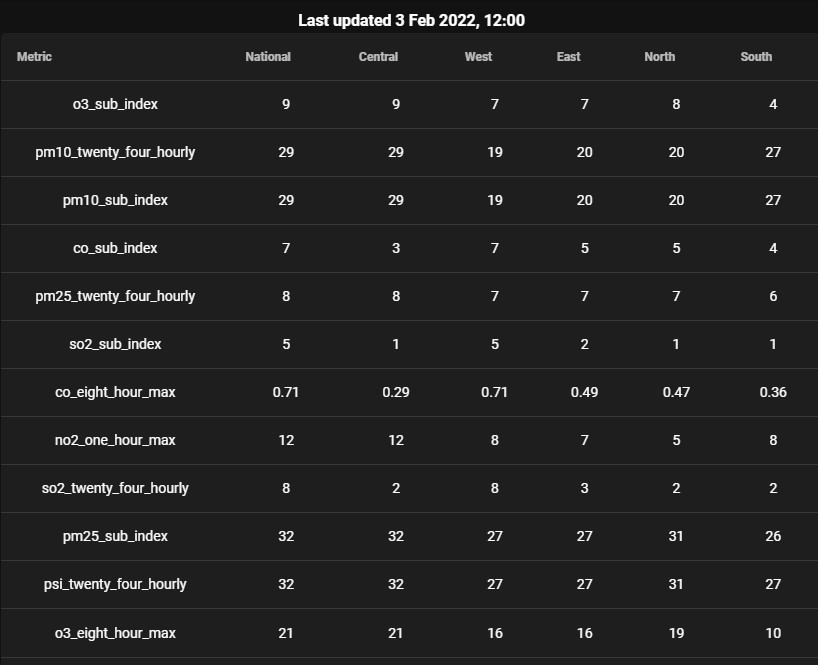 Last updated 3 Feb 2022, 12:00
Metric National Central West East North South
o3_sub_index 9 9 7 7 8 4
pm10_twenty_four_hourly 29 29 19 20 20 27
pm10_sub_index 29 29 19 20 20 27
co_sub_index 7 3 7 5 5 4
pm25_twenty_four_hourly 8 8 7 7 7 6
so2_sub_index 5 1 5 2 1 1
co_eight_hour_max 0.71 0.29 0.71 0.49 0.47 0.36
no2_one_hour_max 12 12 8 7 5 8
so2_twenty_four_hourly 8 2 8 3 2 2
pm25_sub_index 32 32 27 27 31 26
psi_twenty_four_hourly 32 32 27 27 31 27
o3_eight_hour_max 21 21 16 16 19 10